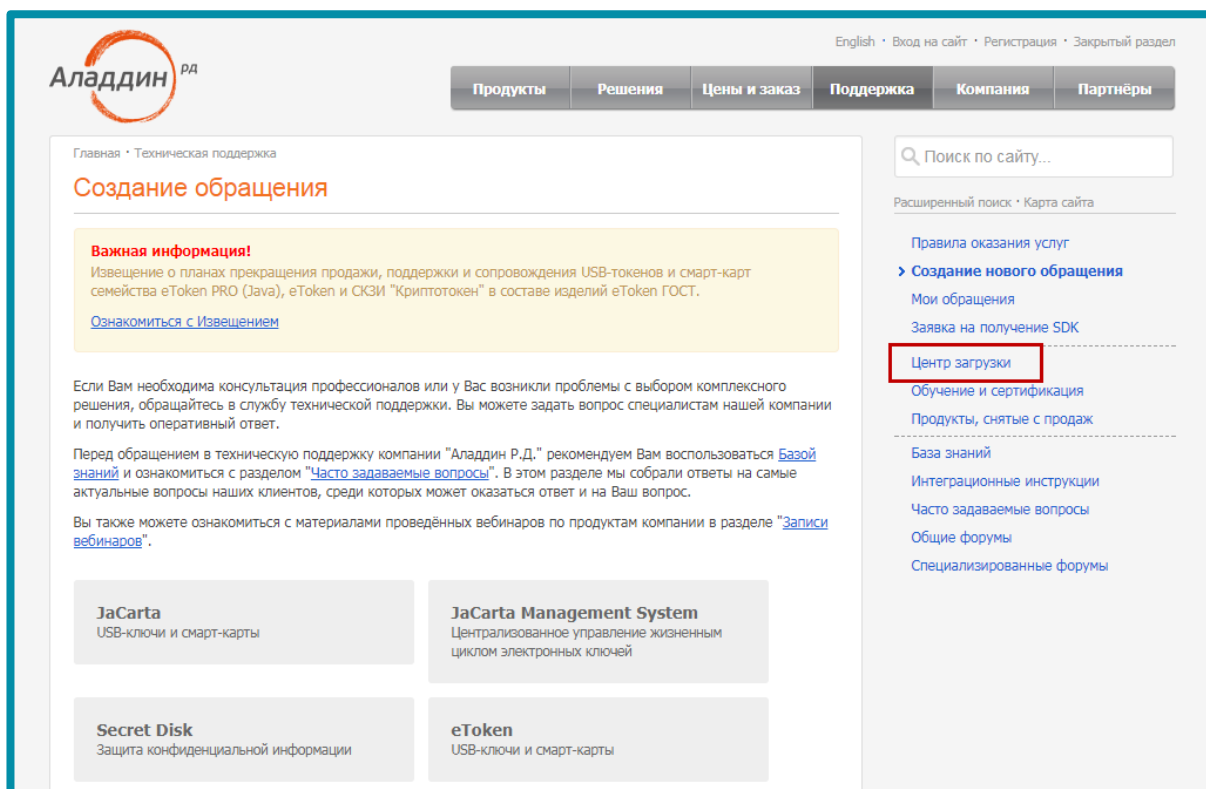 English · Вход на сайт · Регистрация · Закрытый раздел
Аладдин РД
Продукты Решения Цены и заказ Поддержка Компания Партнёры
Главная · Техническая поддержка
Создание обращения
Важная информация!
Извещение о планах прекращения продажи, поддержки и сопровождения USB-токенов и смарт-карт
семейства eToken PRO (Java), eToken и СКЗИ "Криптотокен" в составе изделий eToken ГОСТ.
Ознакомиться с Извещением
Если Вам необходима консультация профессионалов или у Вас возникли проблемы с выбором комплексного
решения, обращайтесь в службу технической поддержки. Вы можете задать вопрос специалистам нашей компании
и получить оперативный ответ.
Перед обращением в техническую поддержку компании "Аладдин Р.Д." рекомендуем Вам воспользоваться Базой
знаний и ознакомиться с разделом "Часто задаваемые вопросы". В этом разделе мы собрали ответы на самые
актуальные вопросы наших клиентов, среди которых может оказаться ответ и на Ваш вопрос.
Вы также можете ознакомиться с материалами проведённых вебинаров по продуктам компании в разделе "Записи
вебинаров".
JaCarta
USB-ключи и смарт-карты
JaCarta Management System
Централизованное управление жизненным
циклом электронных ключей
Secret Disk
Защита конфиденциальной информации
eToken
USB-ключи и смарт-карты
Поиск по сайту...
Расширенный поиск · Карта сайта
Правила оказания услуг
Создание нового обращения
Мои обращения
Заявка на получение SDK
Центр загрузки
Обучение и сертификация
Продукты, снятые с продаж
База знаний
Интеграционные инструкции
Часто задаваемые вопросы
Общие форумы
Специализированные форумы